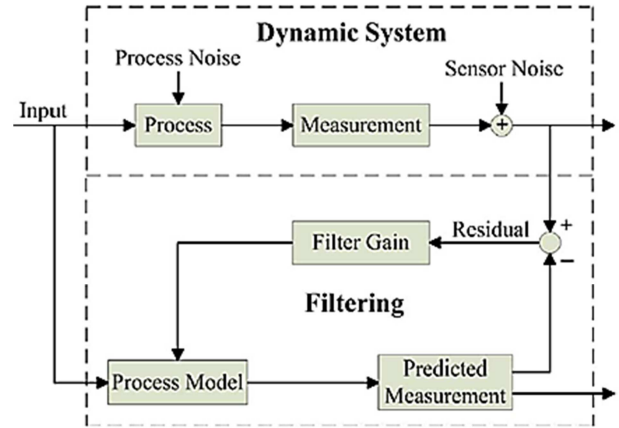 Dynamic System
Process Noise
Sensor Noise
Input
Process
Measurement
+
+
Filter Gain
Residual
−
Filtering
Process Model
Predicted
Measurement